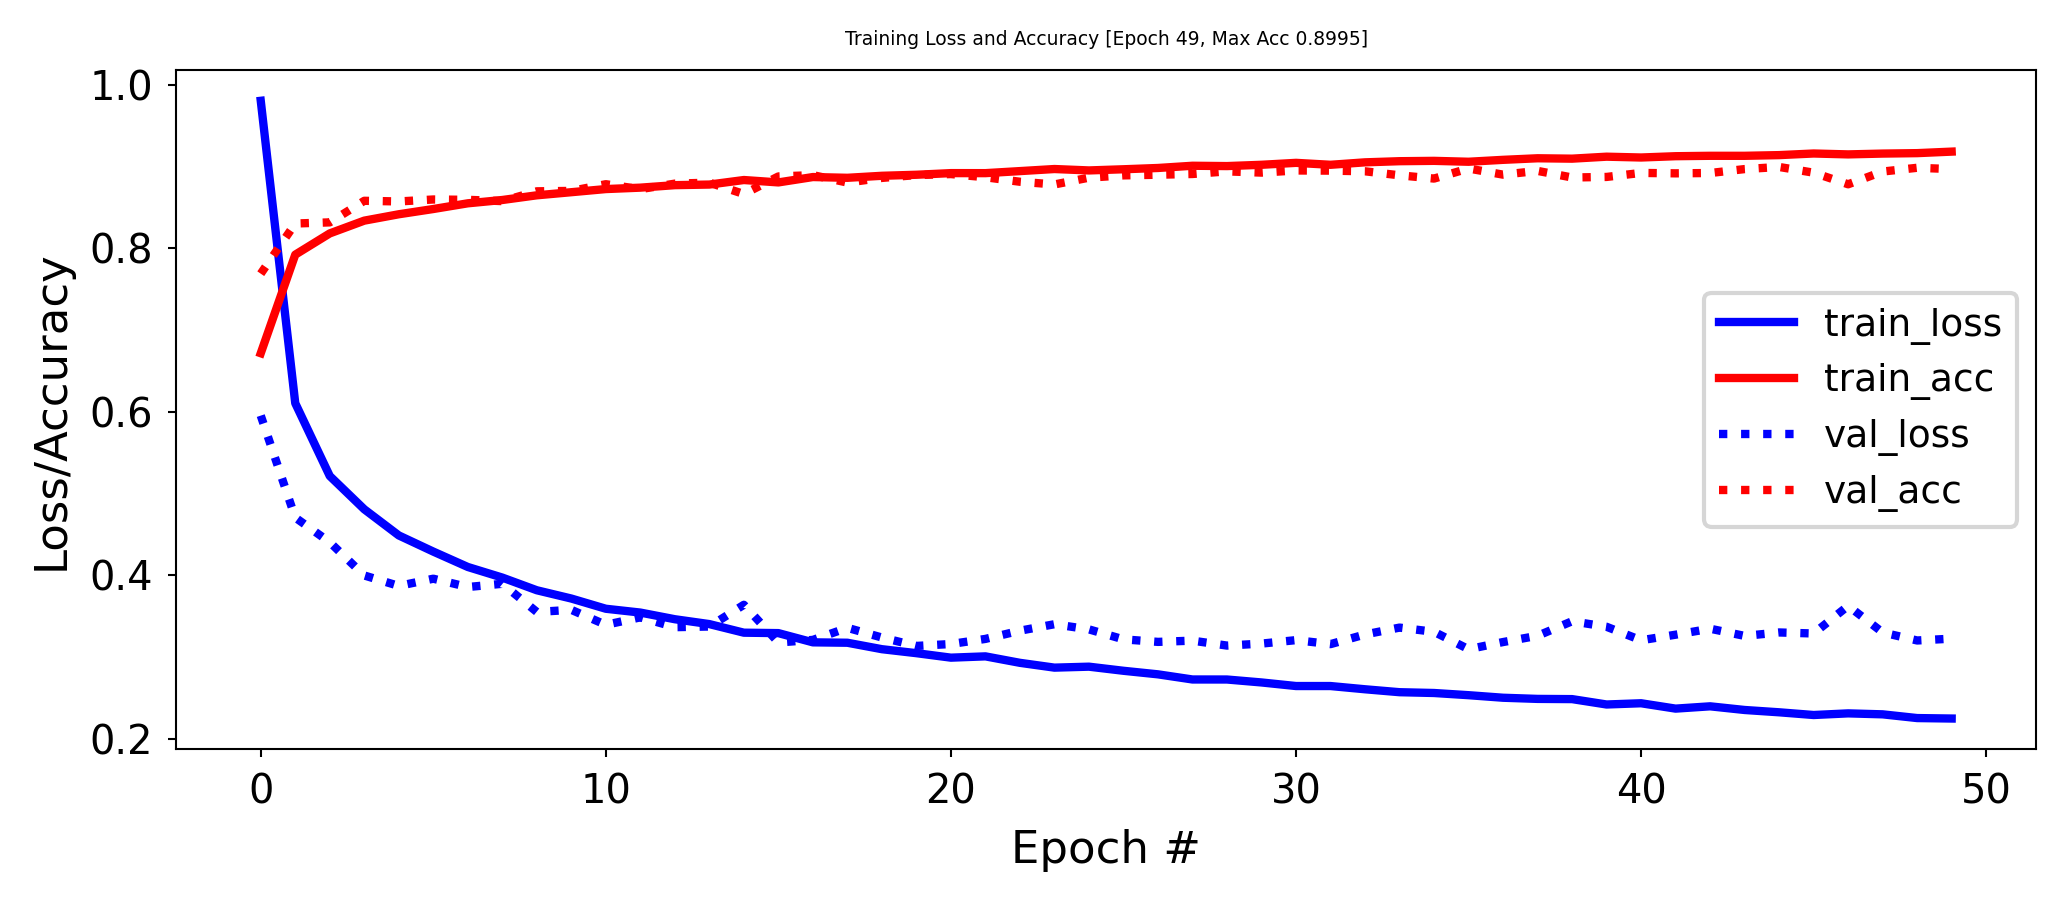 Training Loss and Accuracy [Epoch 49, Max Acc 0.8995]
Loss/Accuracy
1.0
0.8
0.6
0.4
0.2
train_loss
train_acc
val_loss
val_acc
0 10 20 30 40 50
Epoch #